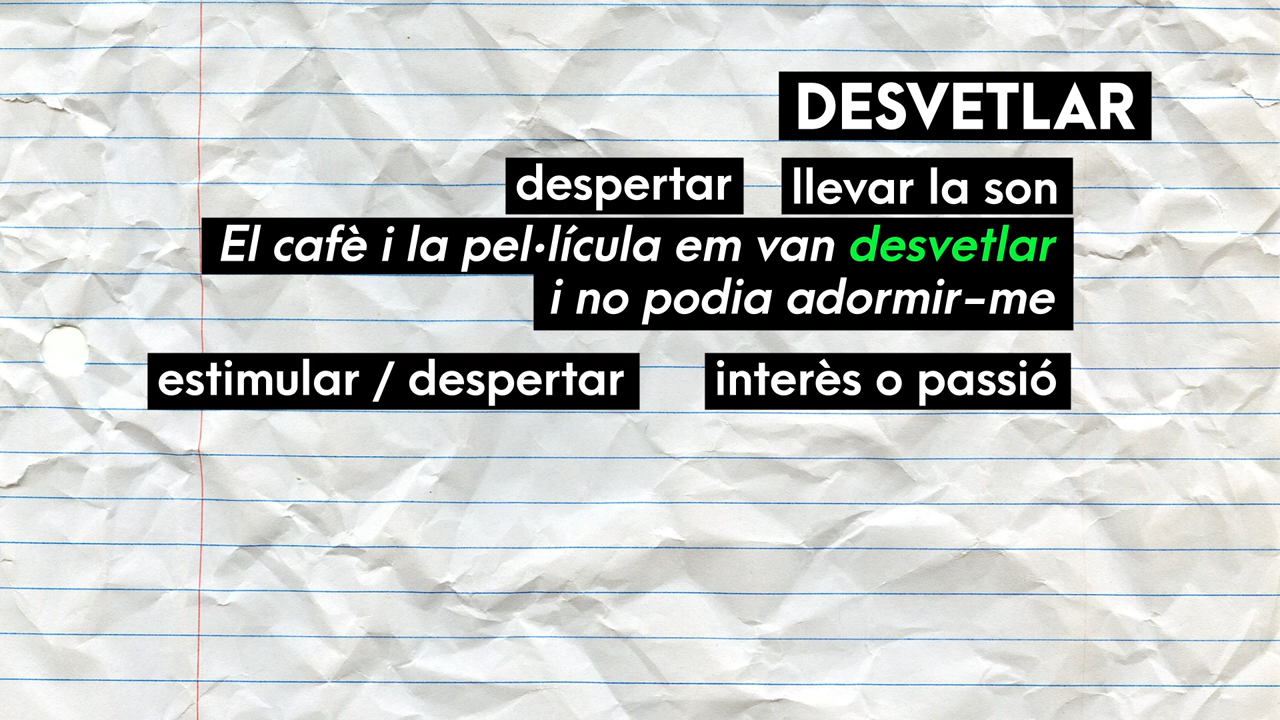 DESVETLAR
despertar llevar la son
El cafè i la pel·lícula em van desvetlar
i no podia adormir-me
estimular / despertar interès o passió